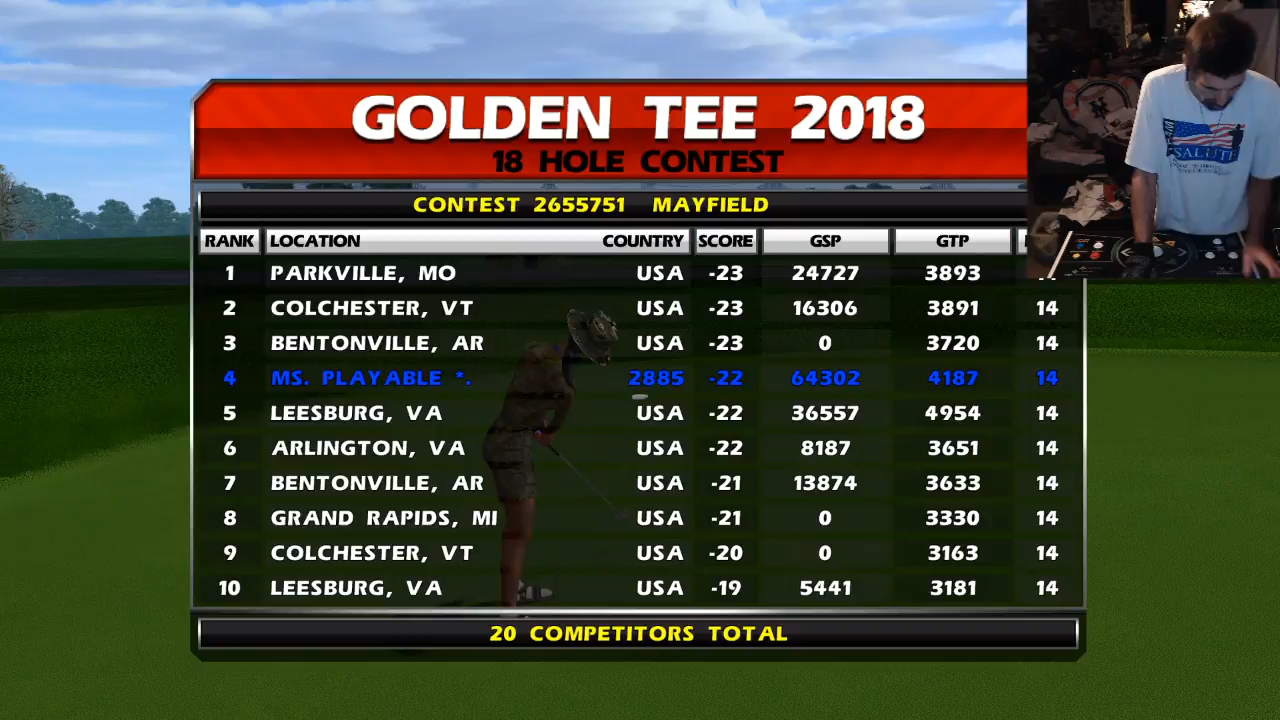 GOLDEN TEE 2018
18 HOLE CONTEST
CONTEST 2655751 MAYFIELD
RANK LOCATION COUNTRY SCORE GSP GTP
1 PARKVILLE, MO USA -23 24727 3893
2 COLCHESTER, VT USA -23 16306 3891 14
3 BENTONVILLE, AR USA -23 0 3720 14
4 MS. PLAYABLE *. 2885 -22 64302 4187 14
5 LEESBURG, VA USA -22 36557 4954 14
6 ARLINGTON, VA USA -22 8187 3651 14
7 BENTONVILLE, AR USA -21 13874 3633 14
8 GRAND RAPIDS, MI USA -21 0 3330 14
9 COLCHESTER, VT USA -20 0 3163 14
10 LEESBURG, VA USA -19 5441 3181 14
20 COMPETITORS TOTAL
SALUTE